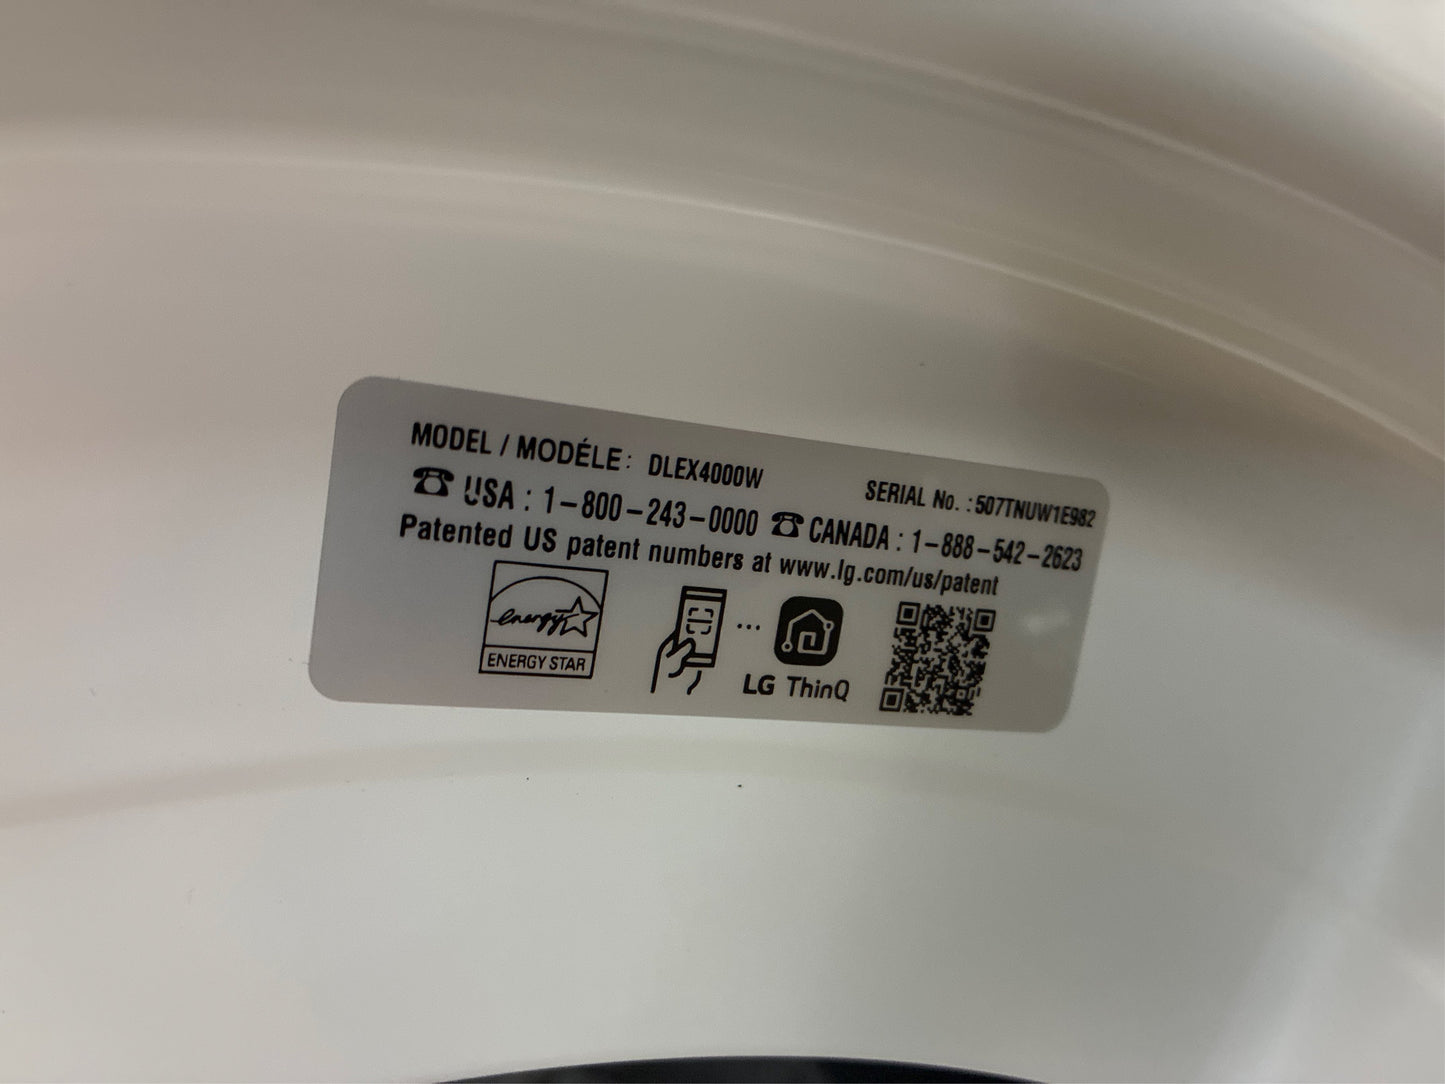 MODEL / MODÉLE : DLEX4000W SERIAL No. : 507TNUW1E982
☎ USA : 1-800-243-0000 ☎ CANADA : 1-888-542-2623
Patented US patent numbers at www.lg.com/us/patent
energy
ENERGY STAR
...
LG ThinQ